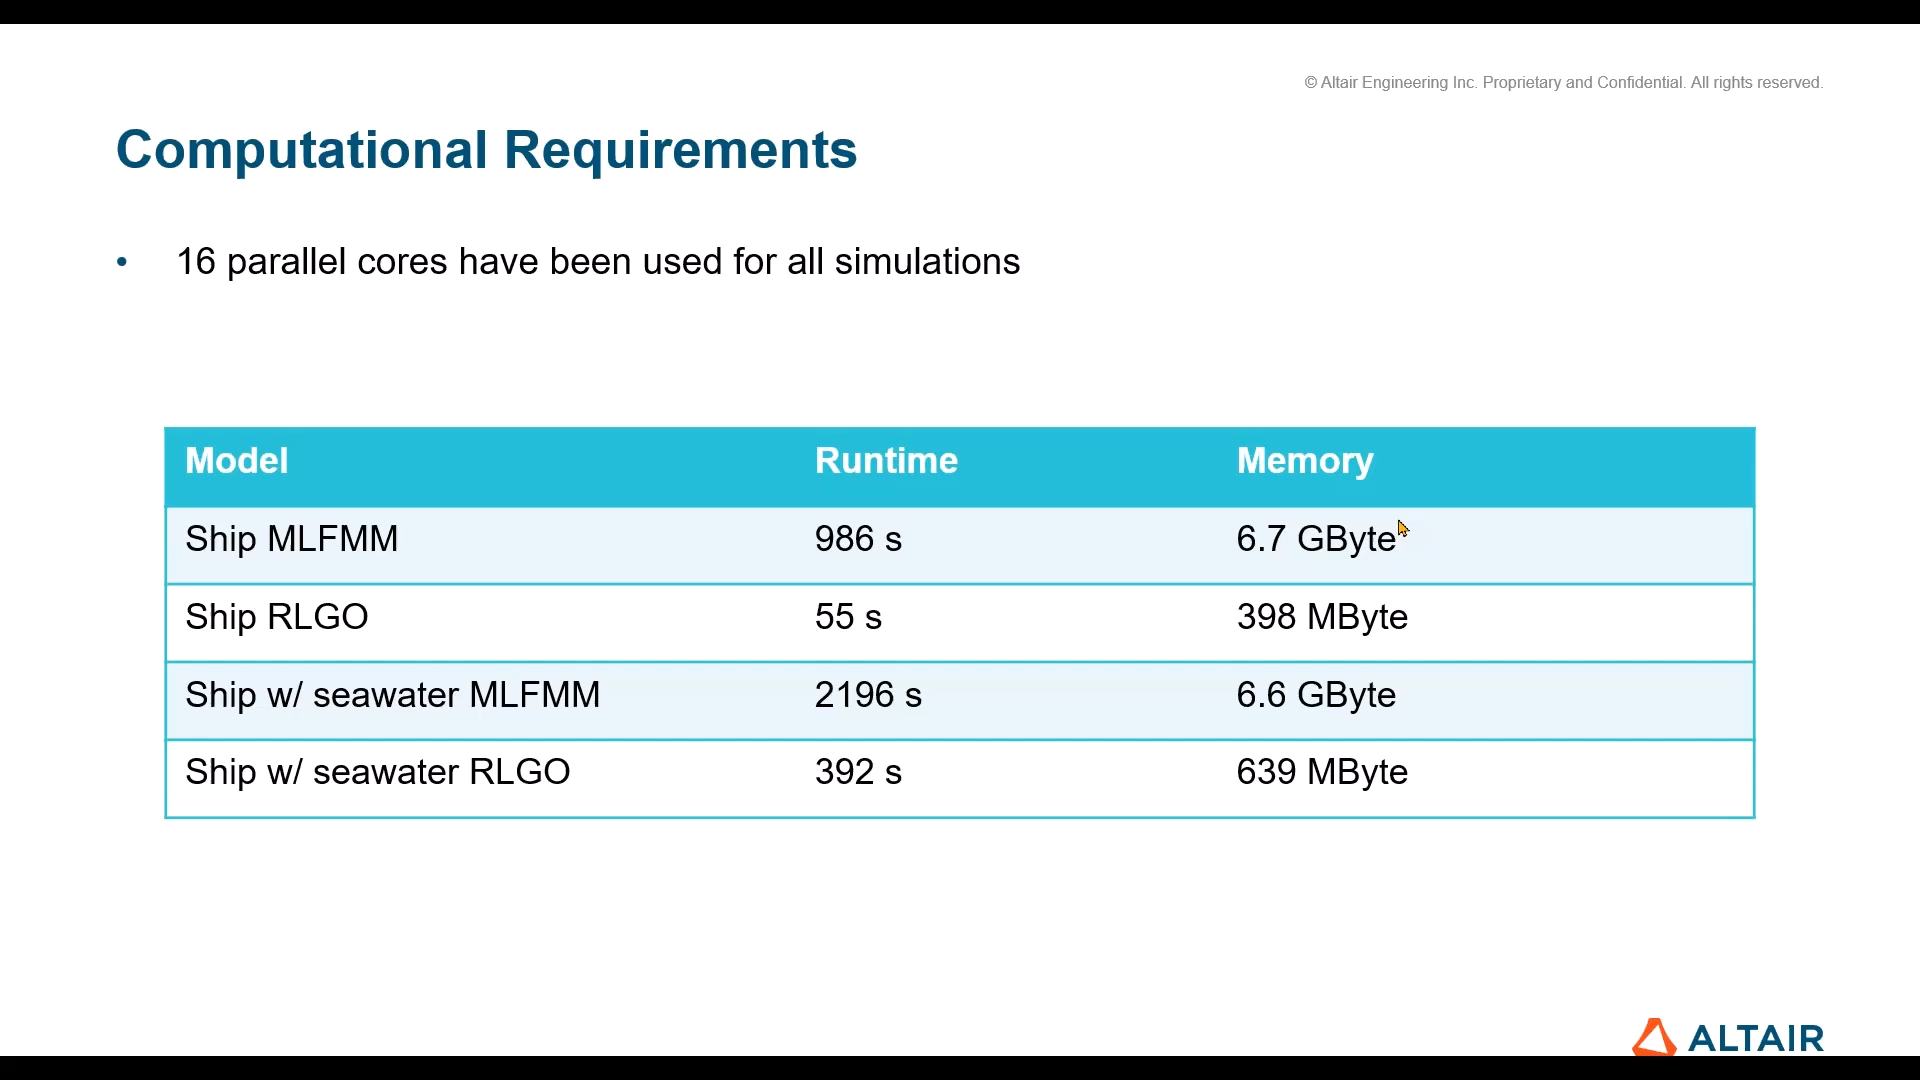 © Altair Engineering Inc. Proprietary and Confidential. All rights reserved.
Computational Requirements
• 16 parallel cores have been used for all simulations
Model Runtime Memory
Ship MLFMM 986 s 6.7 GByte
Ship RLGO 55 s 398 MByte
Ship w/ seawater MLFMM 2196 s 6.6 GByte
Ship w/ seawater RLGO 392 s 639 MByte
ALTAIR